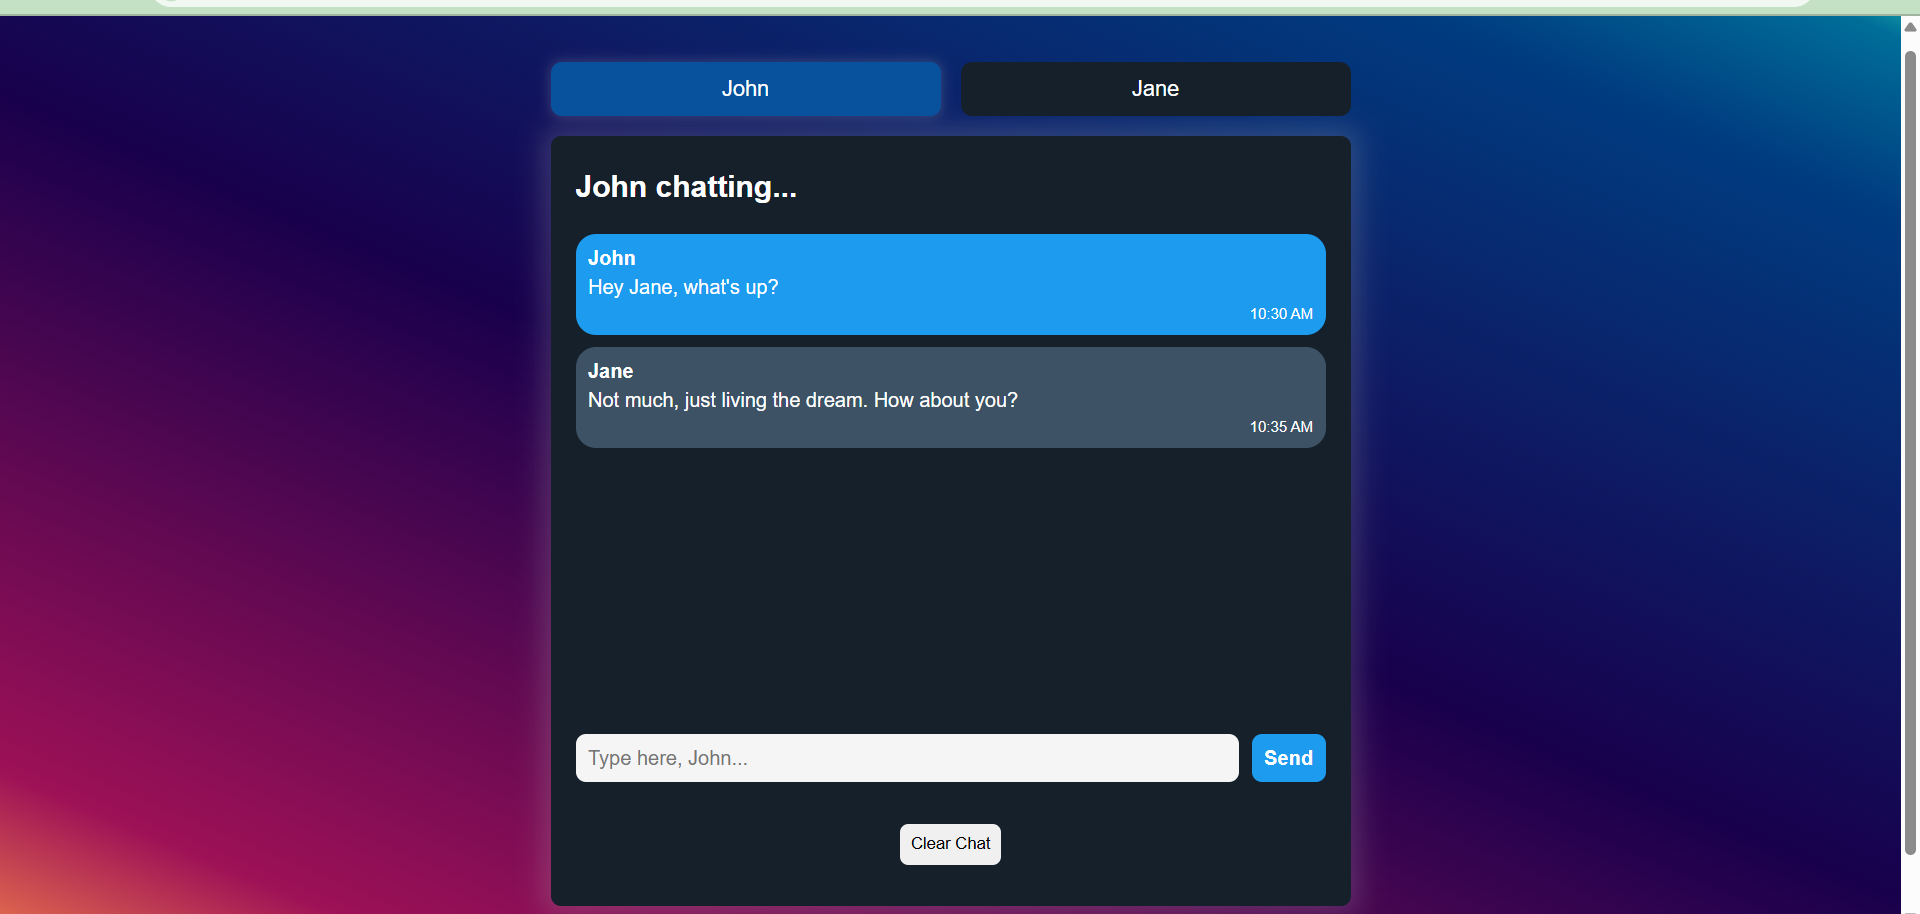 John
Jane
John chatting...
John
Hey Jane, what's up?
10:30 AM
Jane
Not much, just living the dream. How about you?
10:35 AM
Type here, John...
Send
Clear Chat